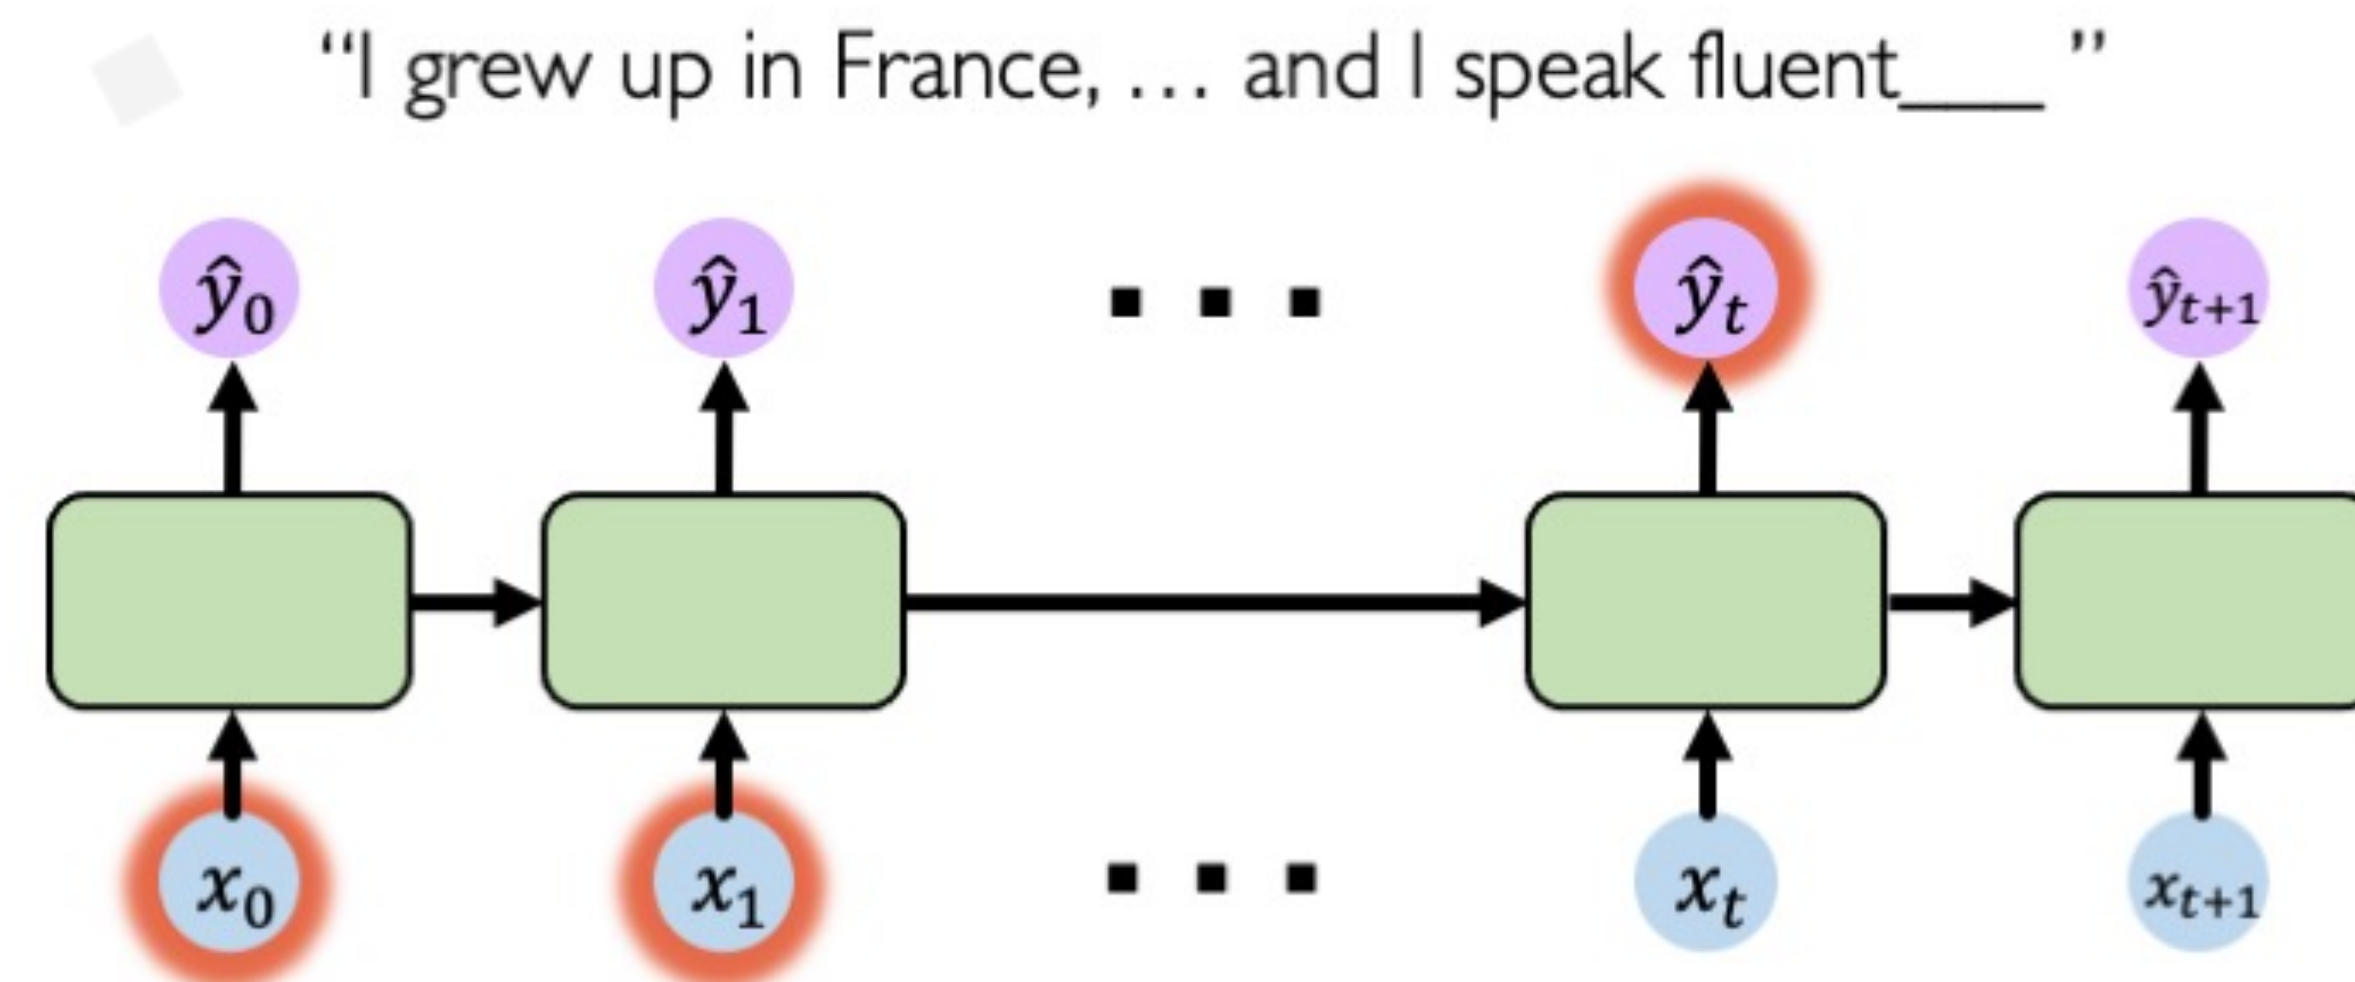 “I grew up in France, … and I speak fluent___ ”
ŷ₀ ŷ₁ ... ŷₜ ŷₜ₊₁
x₀ x₁ ... xₜ xₜ₊₁